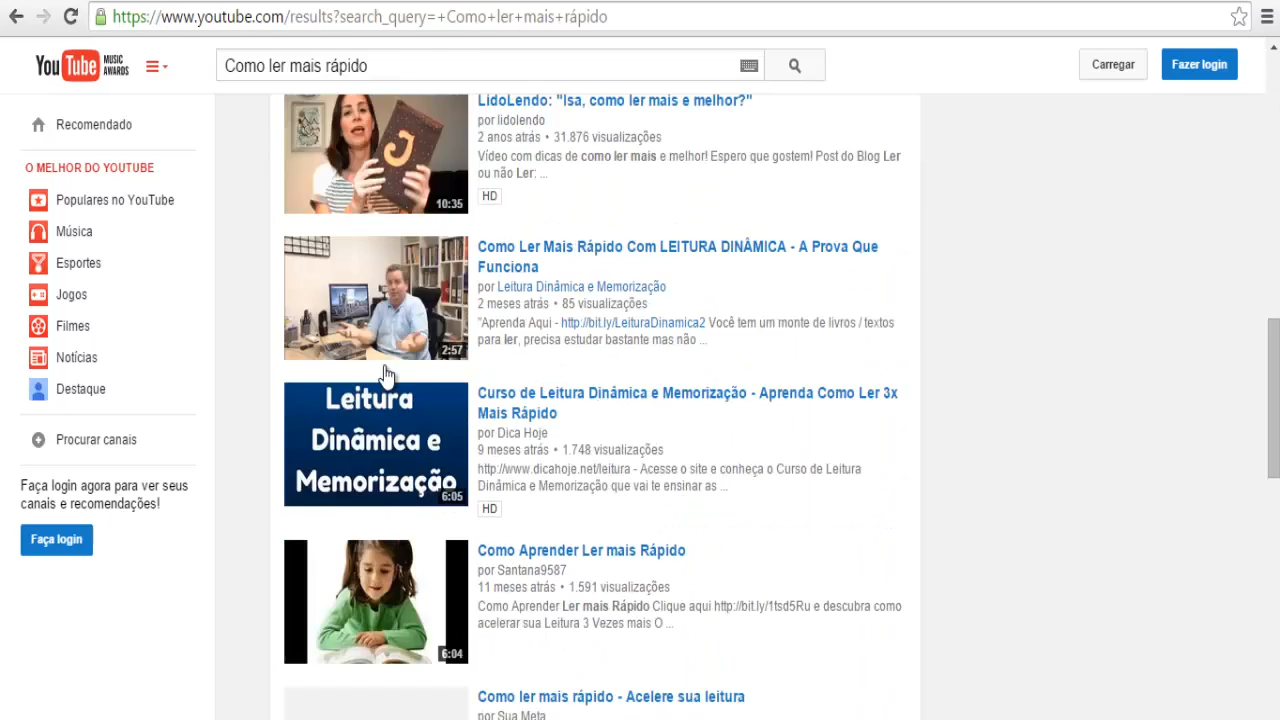 https://www.youtube.com/results?search_query=+Como+ler+mais+rápido
YouTube MUSIC AWARDS
Como ler mais rápido
Carregar
Fazer login
Recomendado
O MELHOR DO YOUTUBE
Populares no YouTube
Música
Esportes
Jogos
Filmes
Notícias
Destaque
Procurar canais
Faça login agora para ver seus
canais e recomendações!
Faça login
J
10:35
LidoLendo: "Isa, como ler mais e melhor?"
por lidolendo
2 anos atrás • 31.876 visualizações
Vídeo com dicas de como ler mais e melhor! Espero que gostem! Post do Blog Ler
ou não Ler: ...
HD
2:57
Como Ler Mais Rápido Com LEITURA DINÂMICA - A Prova Que
Funciona
por Leitura Dinâmica e Memorização
2 meses atrás • 85 visualizações
"Aprenda Aqui - http://bit.ly/LeituraDinamica2 Você tem um monte de livros / textos
para ler, precisa estudar bastante mas não ...
Leitura
Dinâmica e
Memorização
6:05
Curso de Leitura Dinâmica e Memorização - Aprenda Como Ler 3x
Mais Rápido
por Dica Hoje
9 meses atrás • 1.748 visualizações
http://www.dicahoje.net/leitura - Acesse o site e conheça o Curso de Leitura
Dinâmica e Memorização que vai te ensinar as ...
HD
6:04
Como Aprender Ler mais Rápido
por Santana9587
11 meses atrás • 1.591 visualizações
Como Aprender Ler mais Rápido Clique aqui http://bit.ly/1tsd5Ru e descubra como
acelerar sua Leitura 3 Vezes mais O ...
Como ler mais rápido - Acelere sua leitura
por Sua Meta